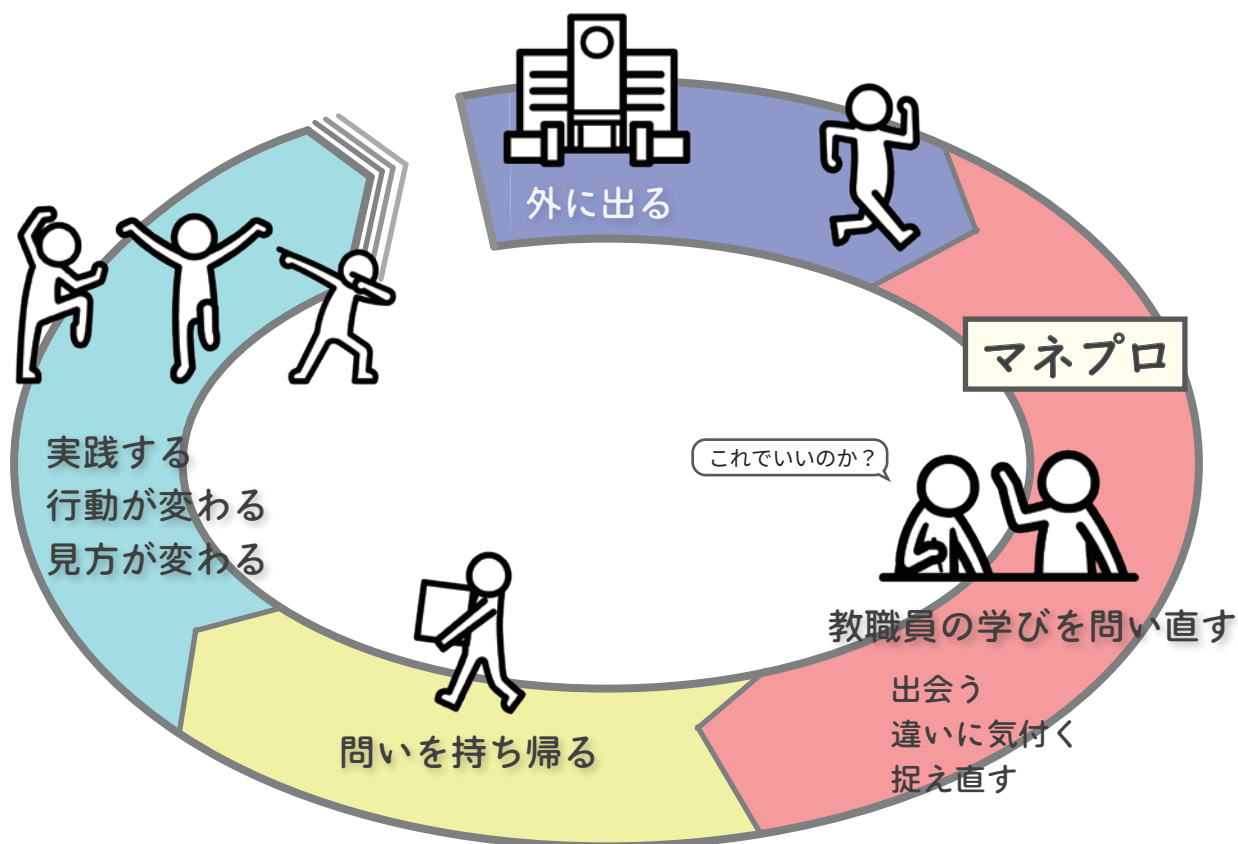 外に出る
マネプロ
これでいいのか？
教職員の学びを問い直す
出会う
違いに気付く
捉え直す
問いを持ち帰る
実践する
行動が変わる
見方が変わる